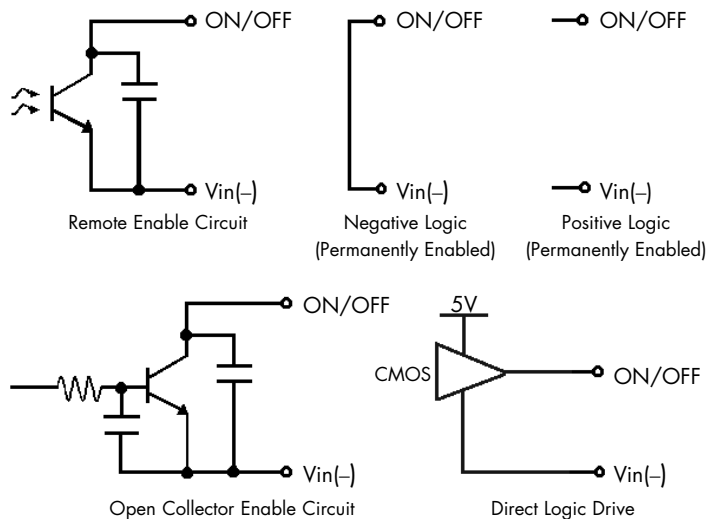 ON/OFF
Vin(–)
Remote Enable Circuit
ON/OFF
Vin(–)
Negative Logic
(Permanently Enabled)
ON/OFF
Vin(–)
Positive Logic
(Permanently Enabled)
ON/OFF
Vin(–)
Open Collector Enable Circuit
5V
CMOS
ON/OFF
Vin(–)
Direct Logic Drive